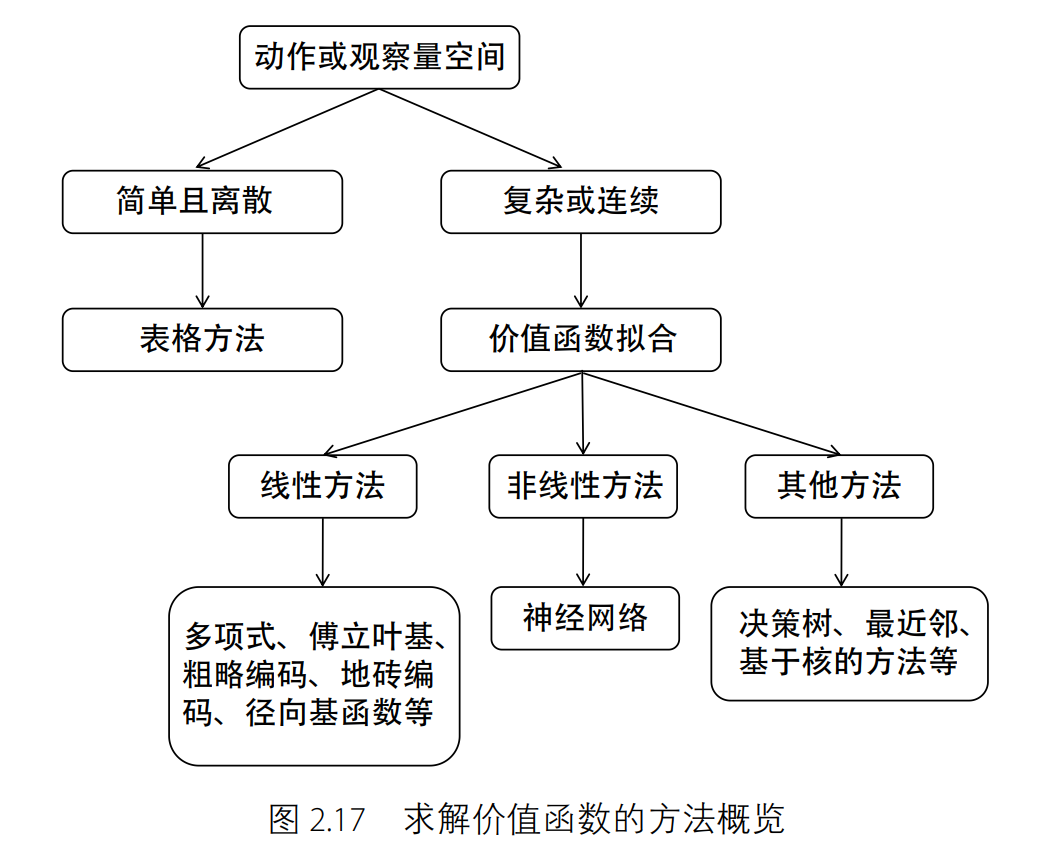 动作或观察量空间
简单且离散
复杂或连续
表格方法
价值函数拟合
线性方法
非线性方法
其他方法
多项式、傅立叶基、
粗略编码、地砖编
码、径向基函数等
神经网络
决策树、最近邻、
基于核的方法等
图 2.17 求解价值函数的方法概览